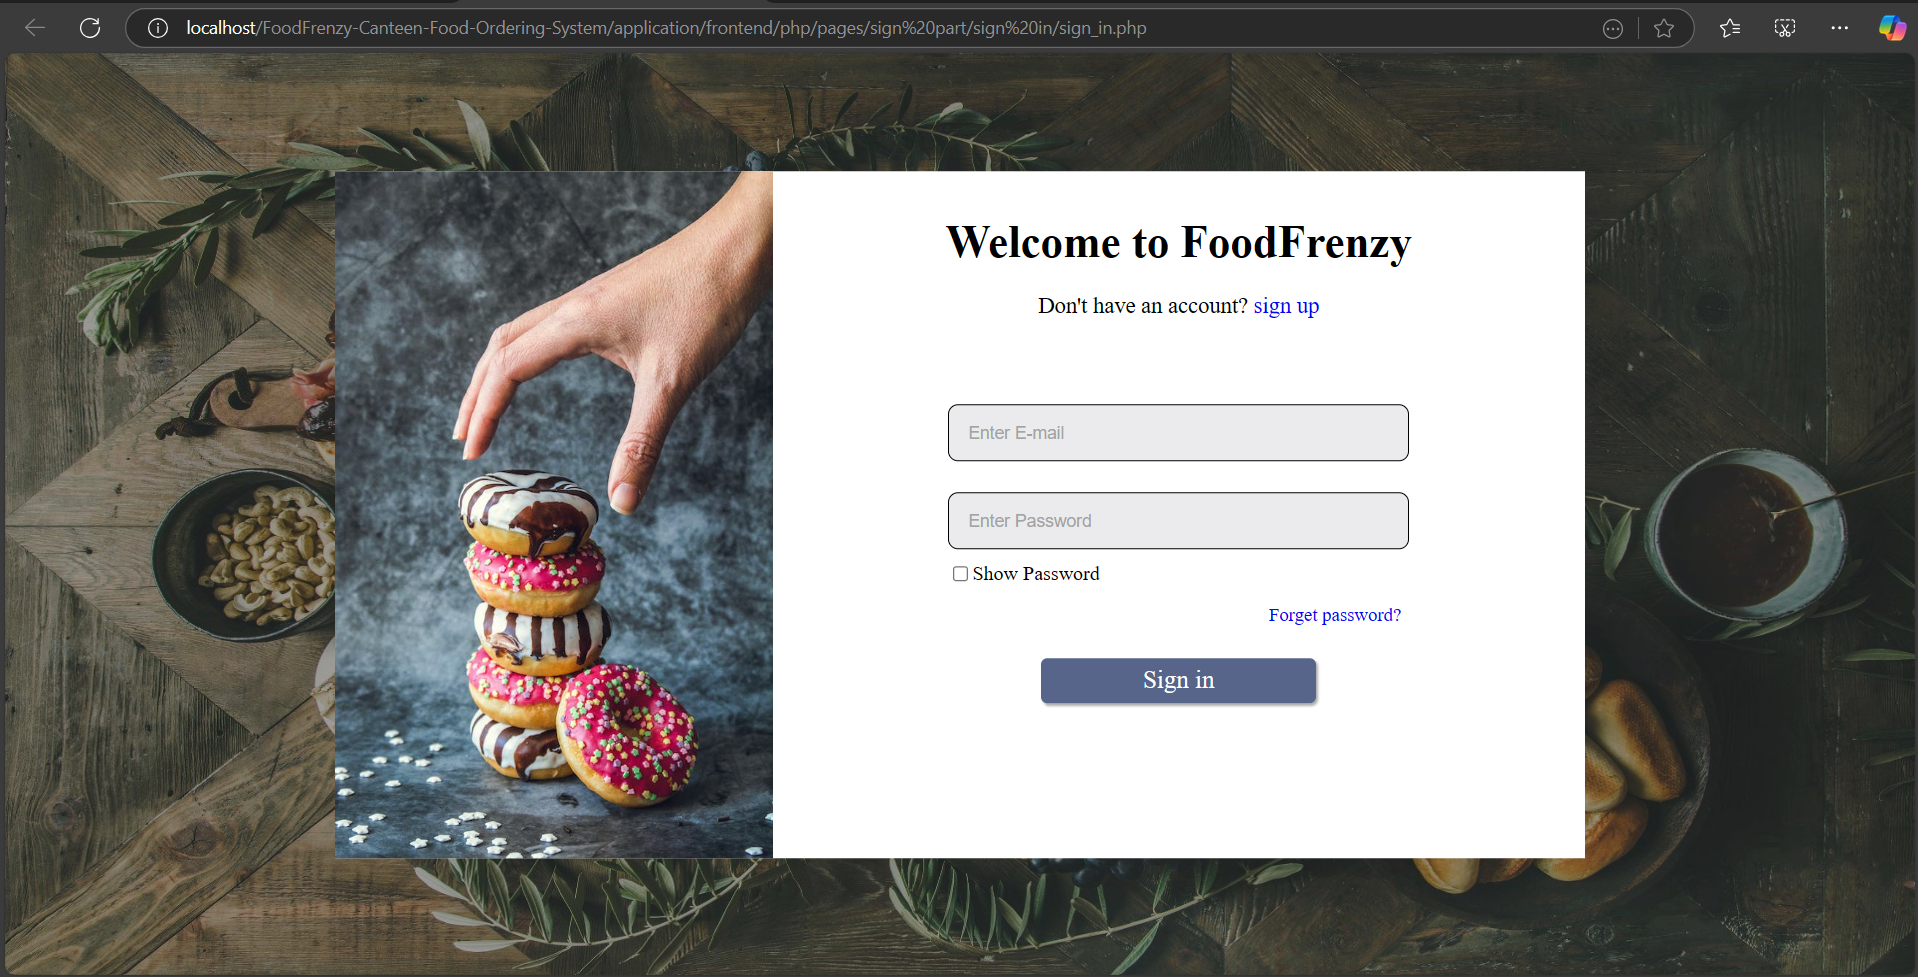 localhost/FoodFrenzy-Canteen-Food-Ordering-System/application/frontend/php/pages/sign%20part/sign%20in/sign_in.php
Welcome to FoodFrenzy
Don't have an account? sign up
Enter E-mail
Enter Password
Show Password
Forget password?
Sign in